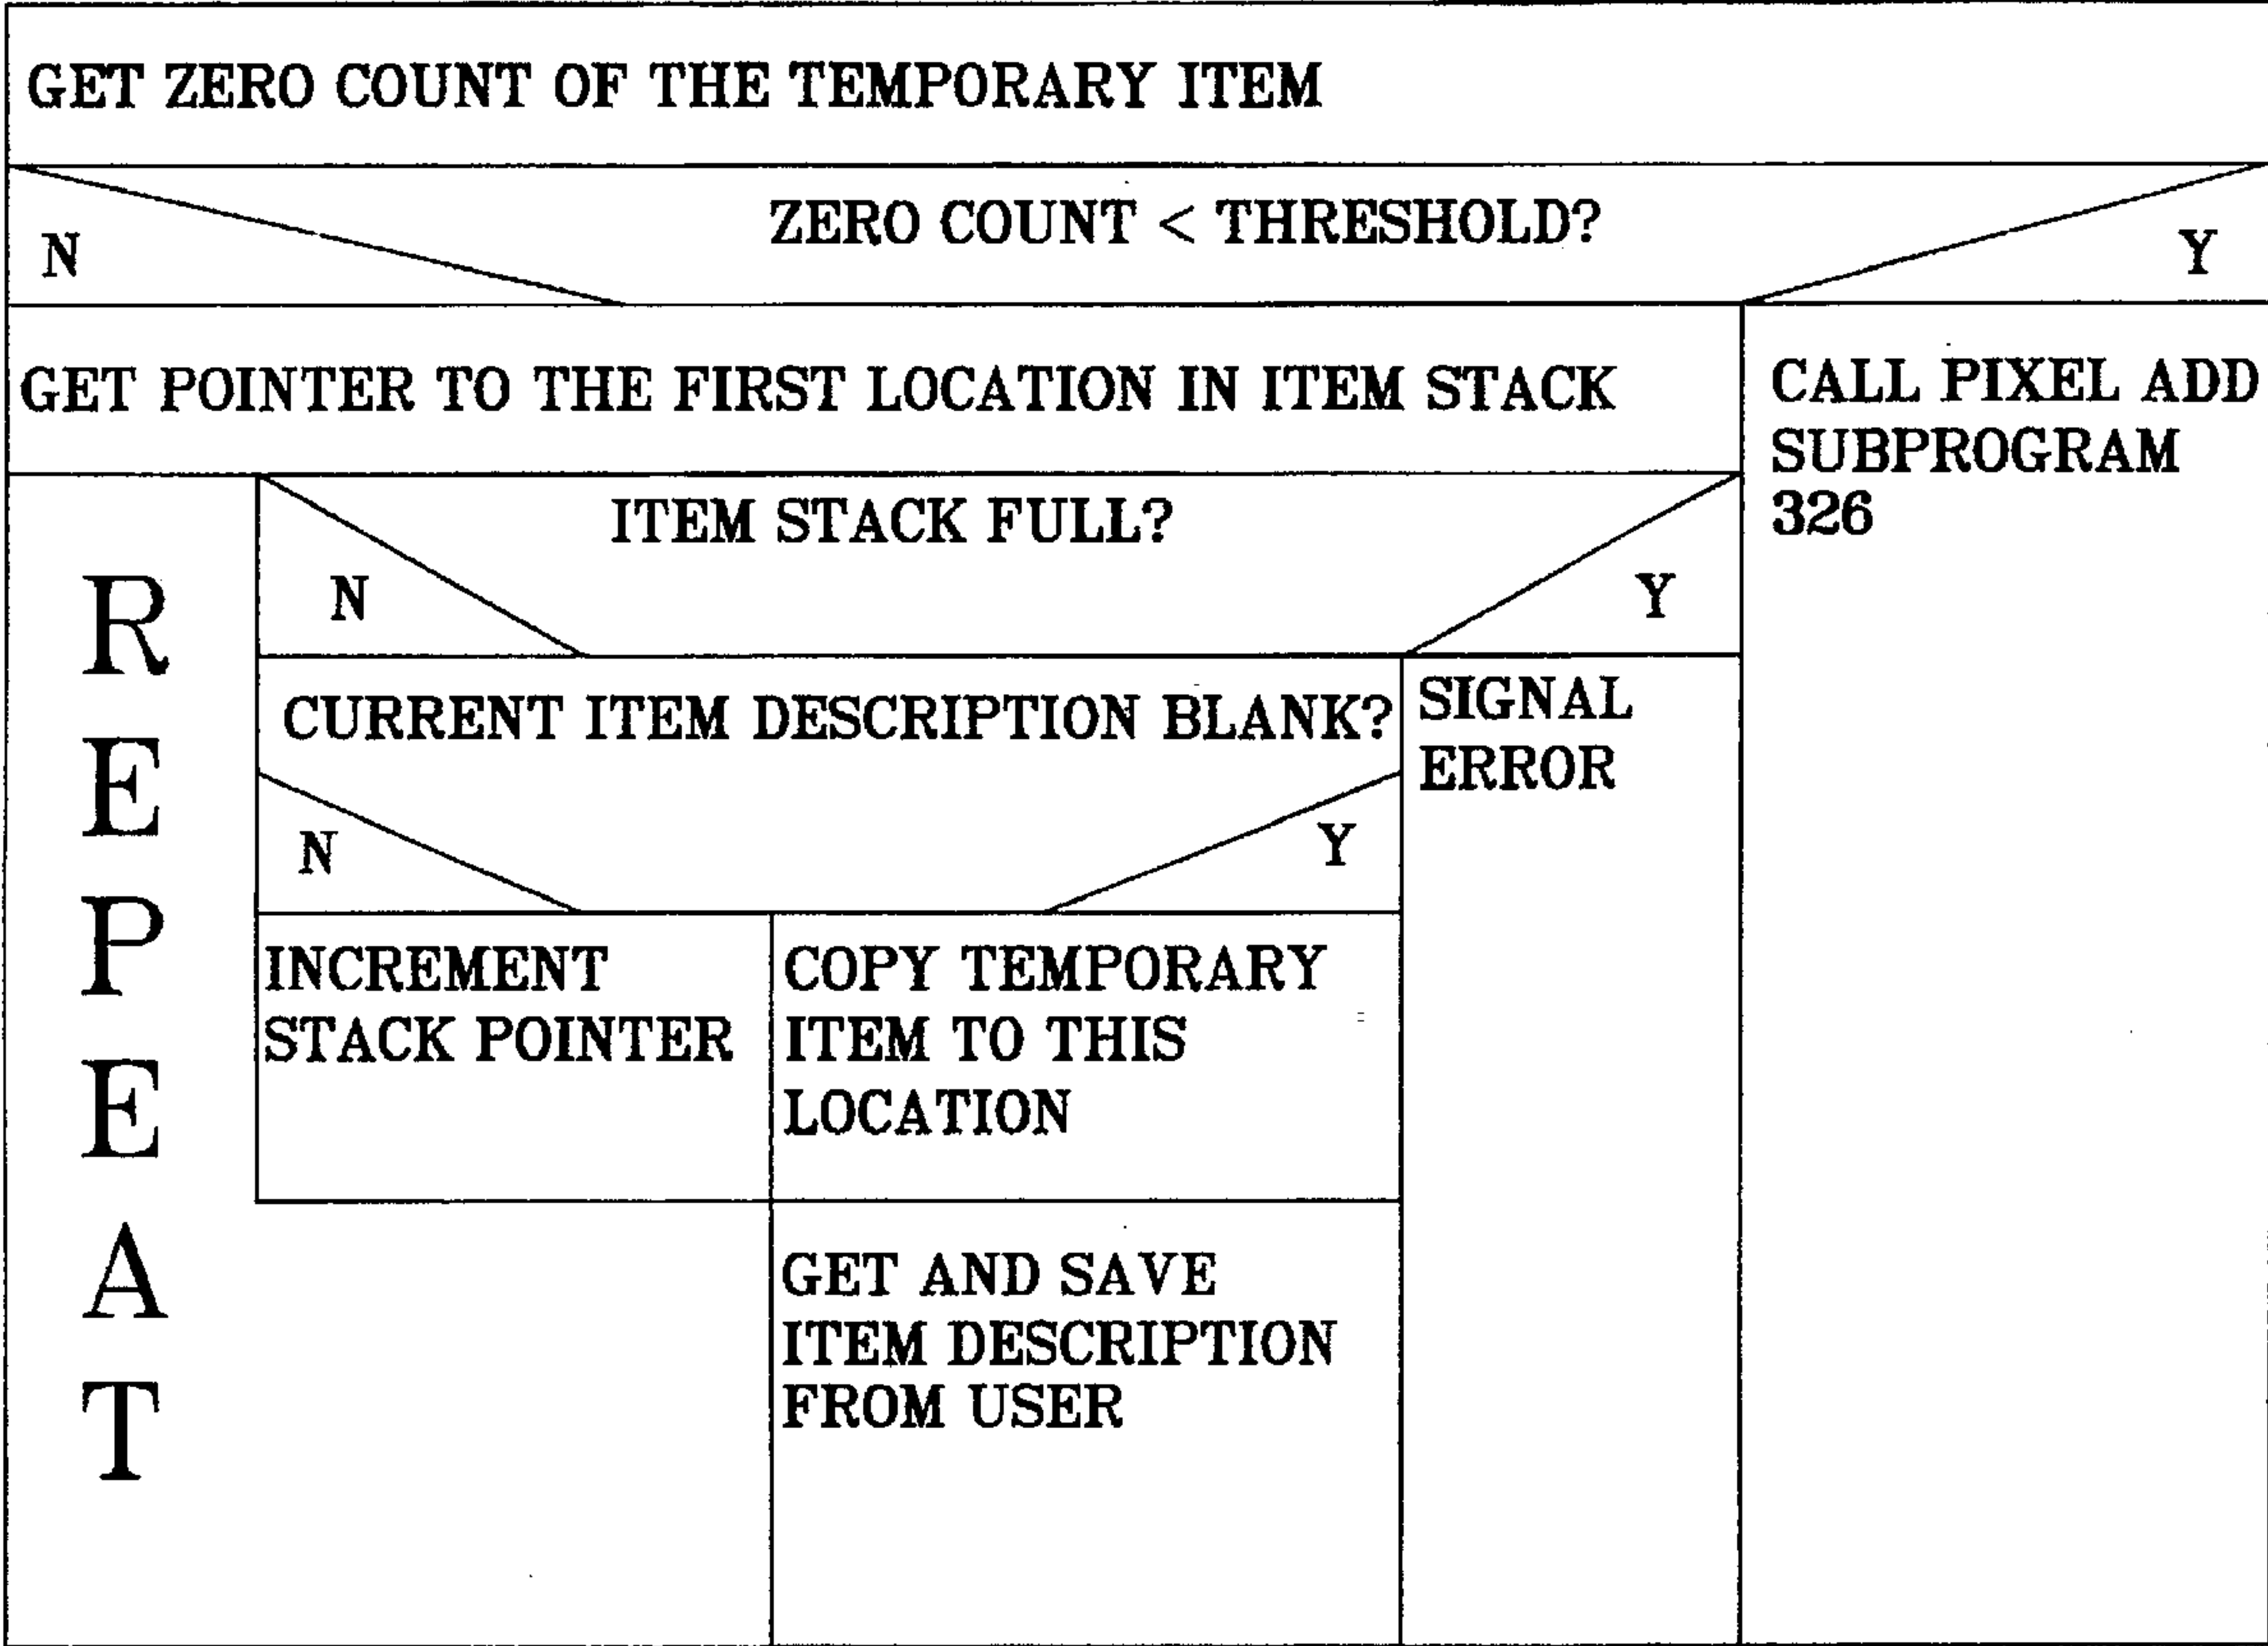 GET ZERO COUNT OF THE TEMPORARY ITEM
ZERO COUNT < THRESHOLD?
N
Y
GET POINTER TO THE FIRST LOCATION IN ITEM STACK
CALL PIXEL ADD
SUBPROGRAM
326
REPEAT
ITEM STACK FULL?
N
Y
CURRENT ITEM DESCRIPTION BLANK?
N
Y
SIGNAL
ERROR
INCREMENT
STACK POINTER
COPY TEMPORARY
ITEM TO THIS
LOCATION
GET AND SAVE
ITEM DESCRIPTION
FROM USER